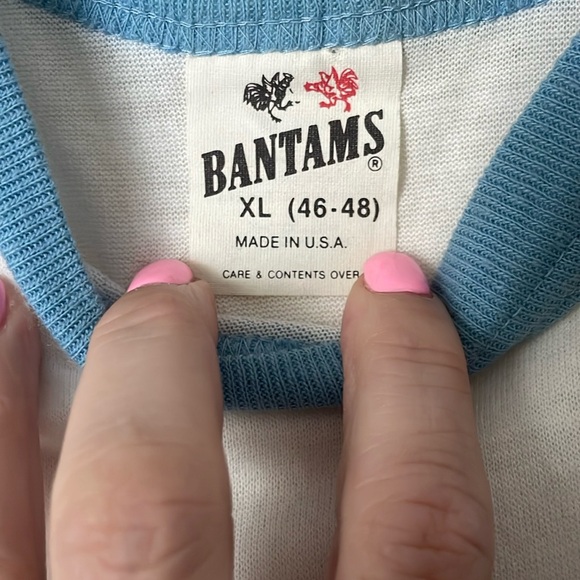 BANTAMS®
XL (46-48)
MADE IN U.S.A.
CARE & CONTENTS OVER